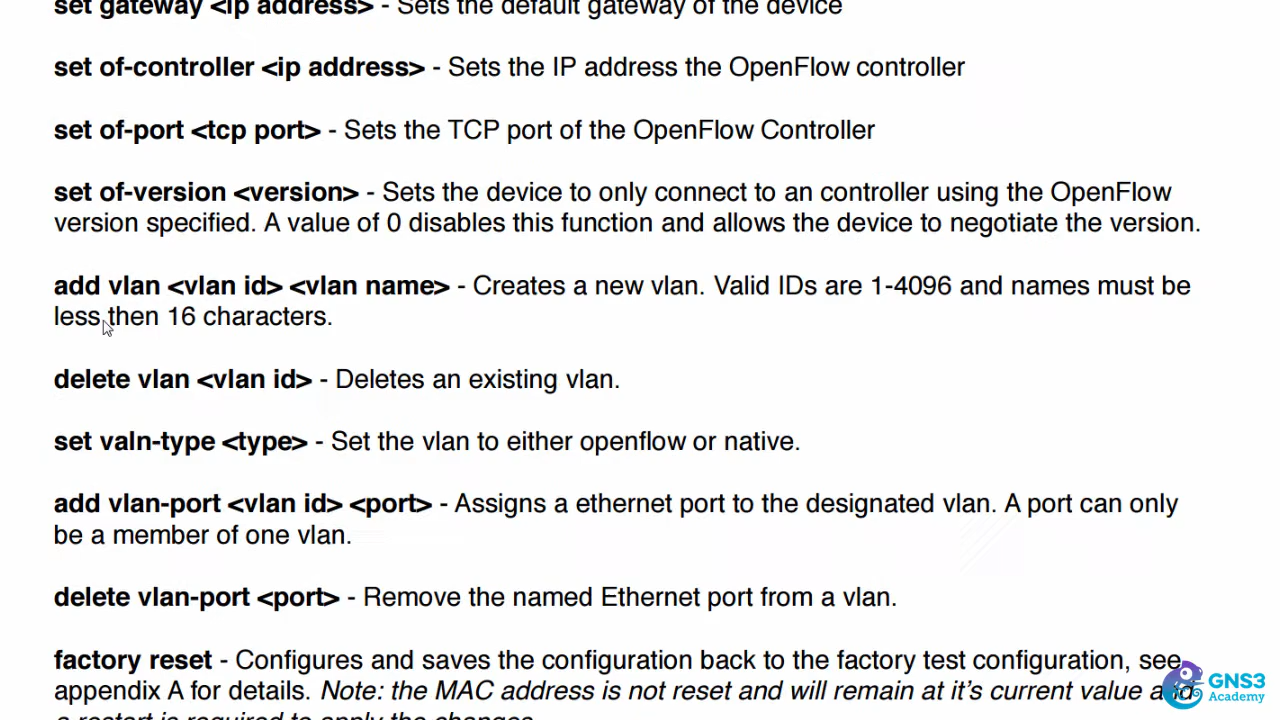 set gateway <ip address> - Sets the default gateway of the device
set of-controller <ip address> - Sets the IP address the OpenFlow controller
set of-port <tcp port> - Sets the TCP port of the OpenFlow Controller
set of-version <version> - Sets the device to only connect to an controller using the OpenFlow
version specified. A value of 0 disables this function and allows the device to negotiate the version.
add vlan <vlan id> <vlan name> - Creates a new vlan. Valid IDs are 1-4096 and names must be
less then 16 characters.
delete vlan <vlan id> - Deletes an existing vlan.
set valn-type <type> - Set the vlan to either openflow or native.
add vlan-port <vlan id> <port> - Assigns a ethernet port to the designated vlan. A port can only
be a member of one vlan.
delete vlan-port <port> - Remove the named Ethernet port from a vlan.
factory reset - Configures and saves the configuration back to the factory test configuration, see
appendix A for details. Note: the MAC address is not reset and will remain at it's current value and
a restart is required to apply the changes.
GNS3
Academy